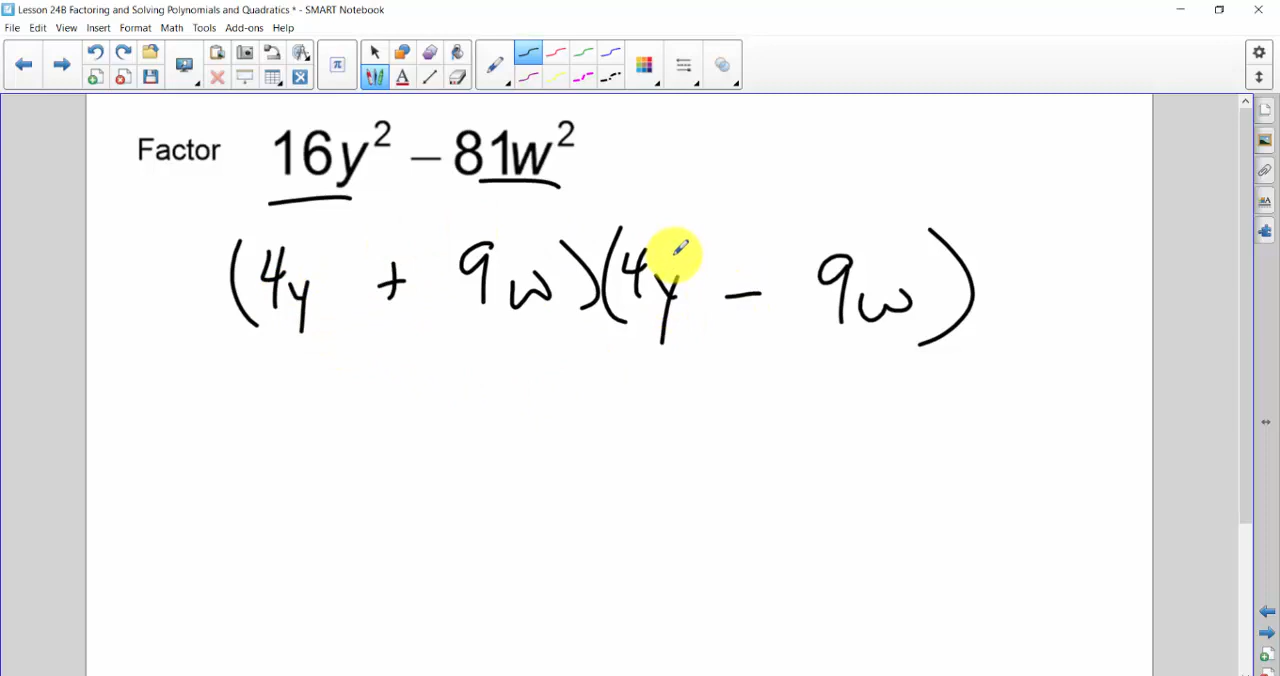 Lesson 24B Factoring and Solving Polynomials and Quadratics * - SMART Notebook
File Edit View Insert Format Math Tools Add-ons Help
Factor 16y² – 81w²
(4y + 9w)(4y – 9w)